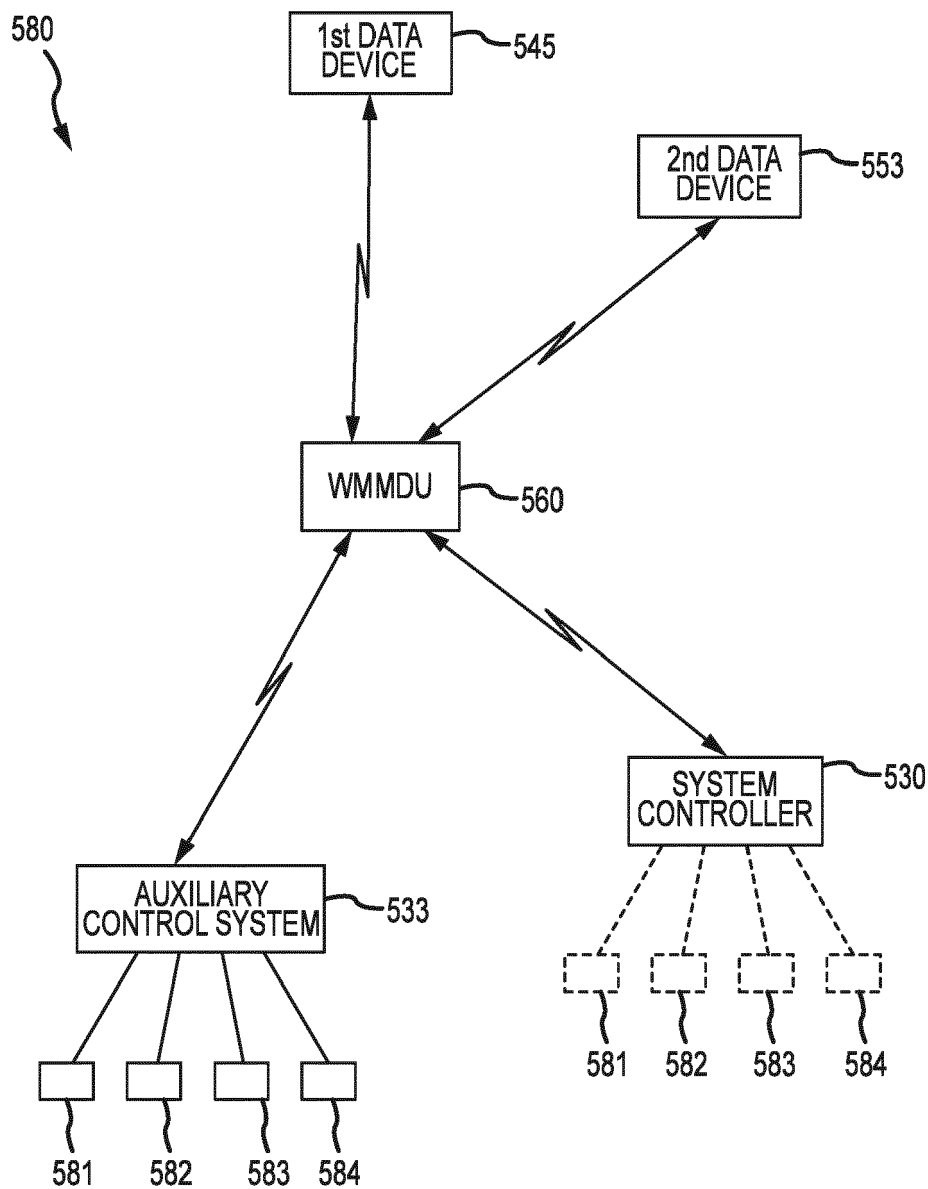 580
1st DATA
DEVICE
545
2nd DATA
DEVICE
553
WMMDU
560
SYSTEM
CONTROLLER
530
AUXILIARY
CONTROL SYSTEM
533
581
582
583
584
581
582
583
584